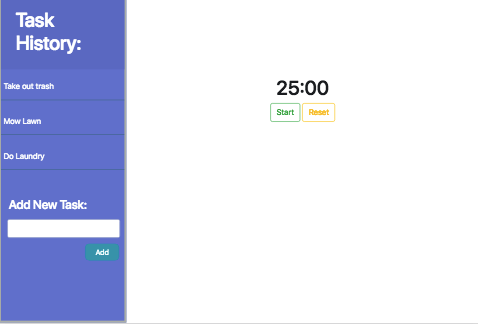 Task
History:
Take out trash
Mow Lawn
Do Laundry
Add New Task:
Add
25:00
Start Reset